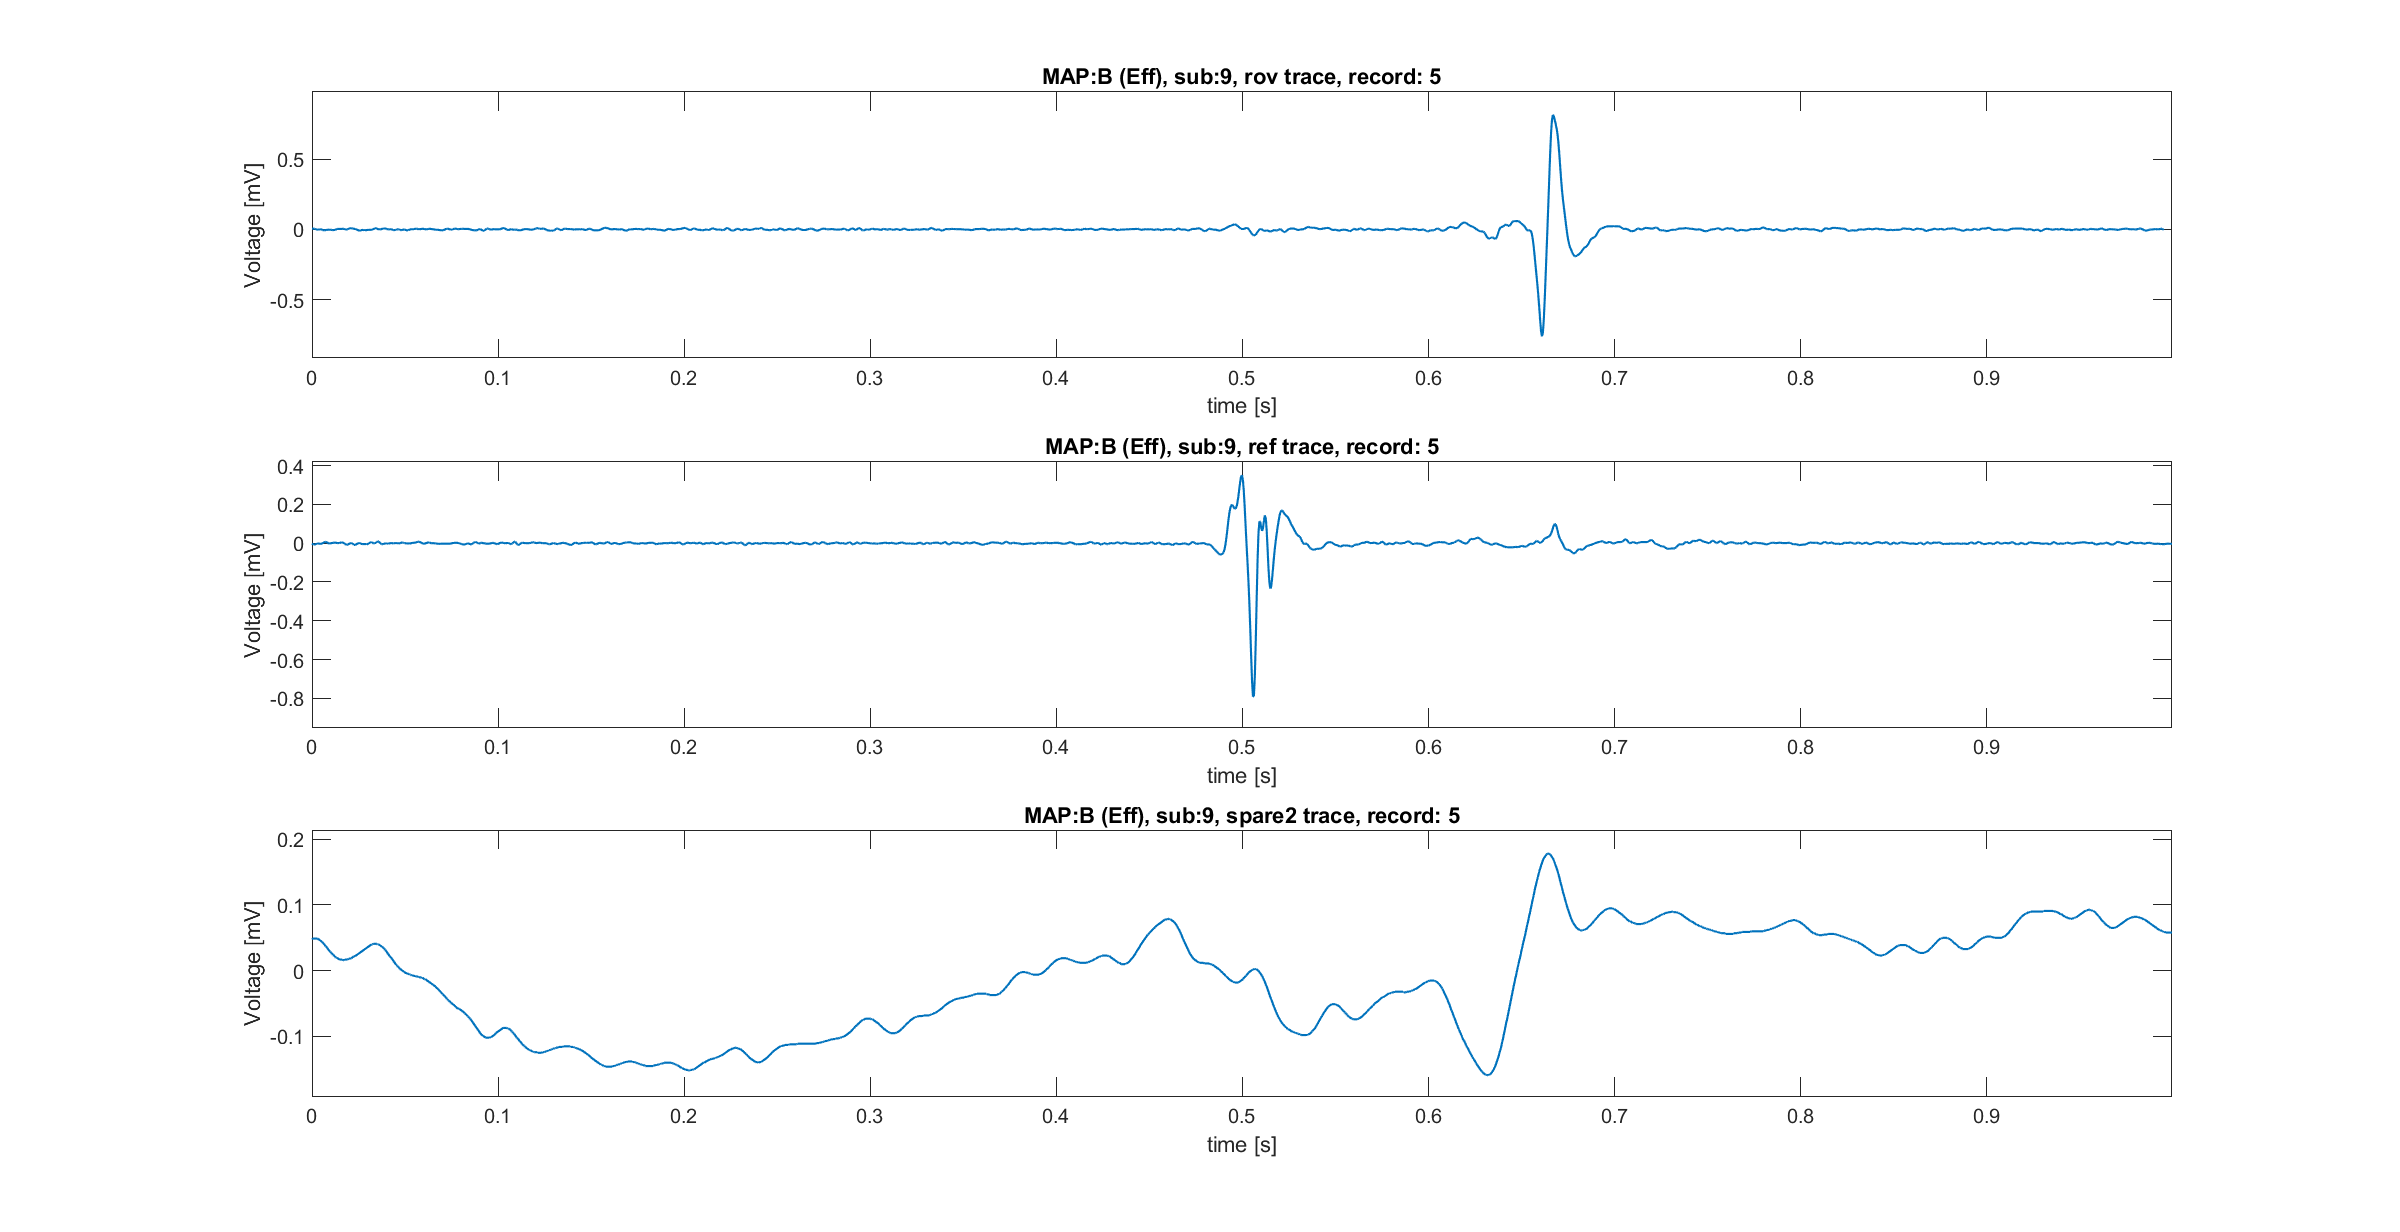 MAP:B (Eff), sub:9, rov trace, record: 5
Voltage [mV]
0.5
0
-0.5
0 0.1 0.2 0.3 0.4 0.5 0.6 0.7 0.8 0.9
time [s]
MAP:B (Eff), sub:9, ref trace, record: 5
Voltage [mV]
0.4
0.2
0
-0.2
-0.4
-0.6
-0.8
0 0.1 0.2 0.3 0.4 0.5 0.6 0.7 0.8 0.9
time [s]
MAP:B (Eff), sub:9, spare2 trace, record: 5
Voltage [mV]
0.2
0.1
0
-0.1
0 0.1 0.2 0.3 0.4 0.5 0.6 0.7 0.8 0.9
time [s]